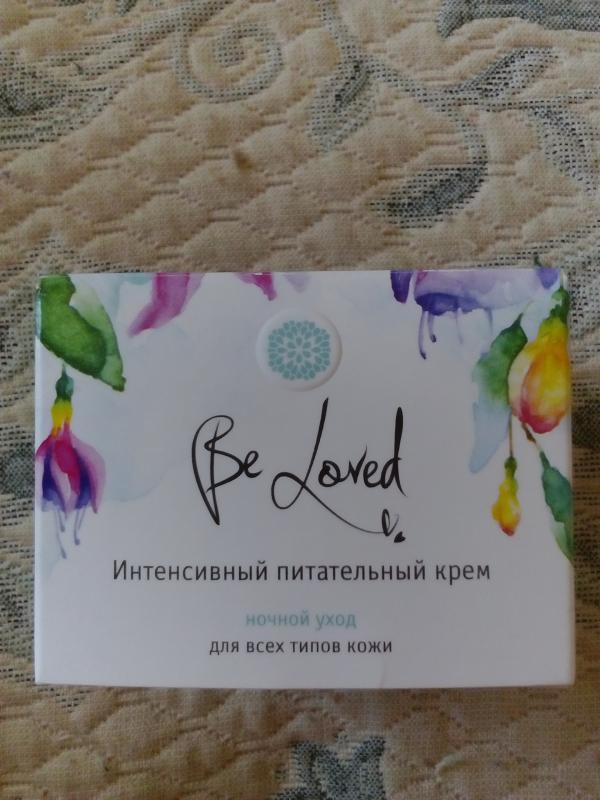 Be Loved
Интенсивный питательный крем
ночной уход
для всех типов кожи